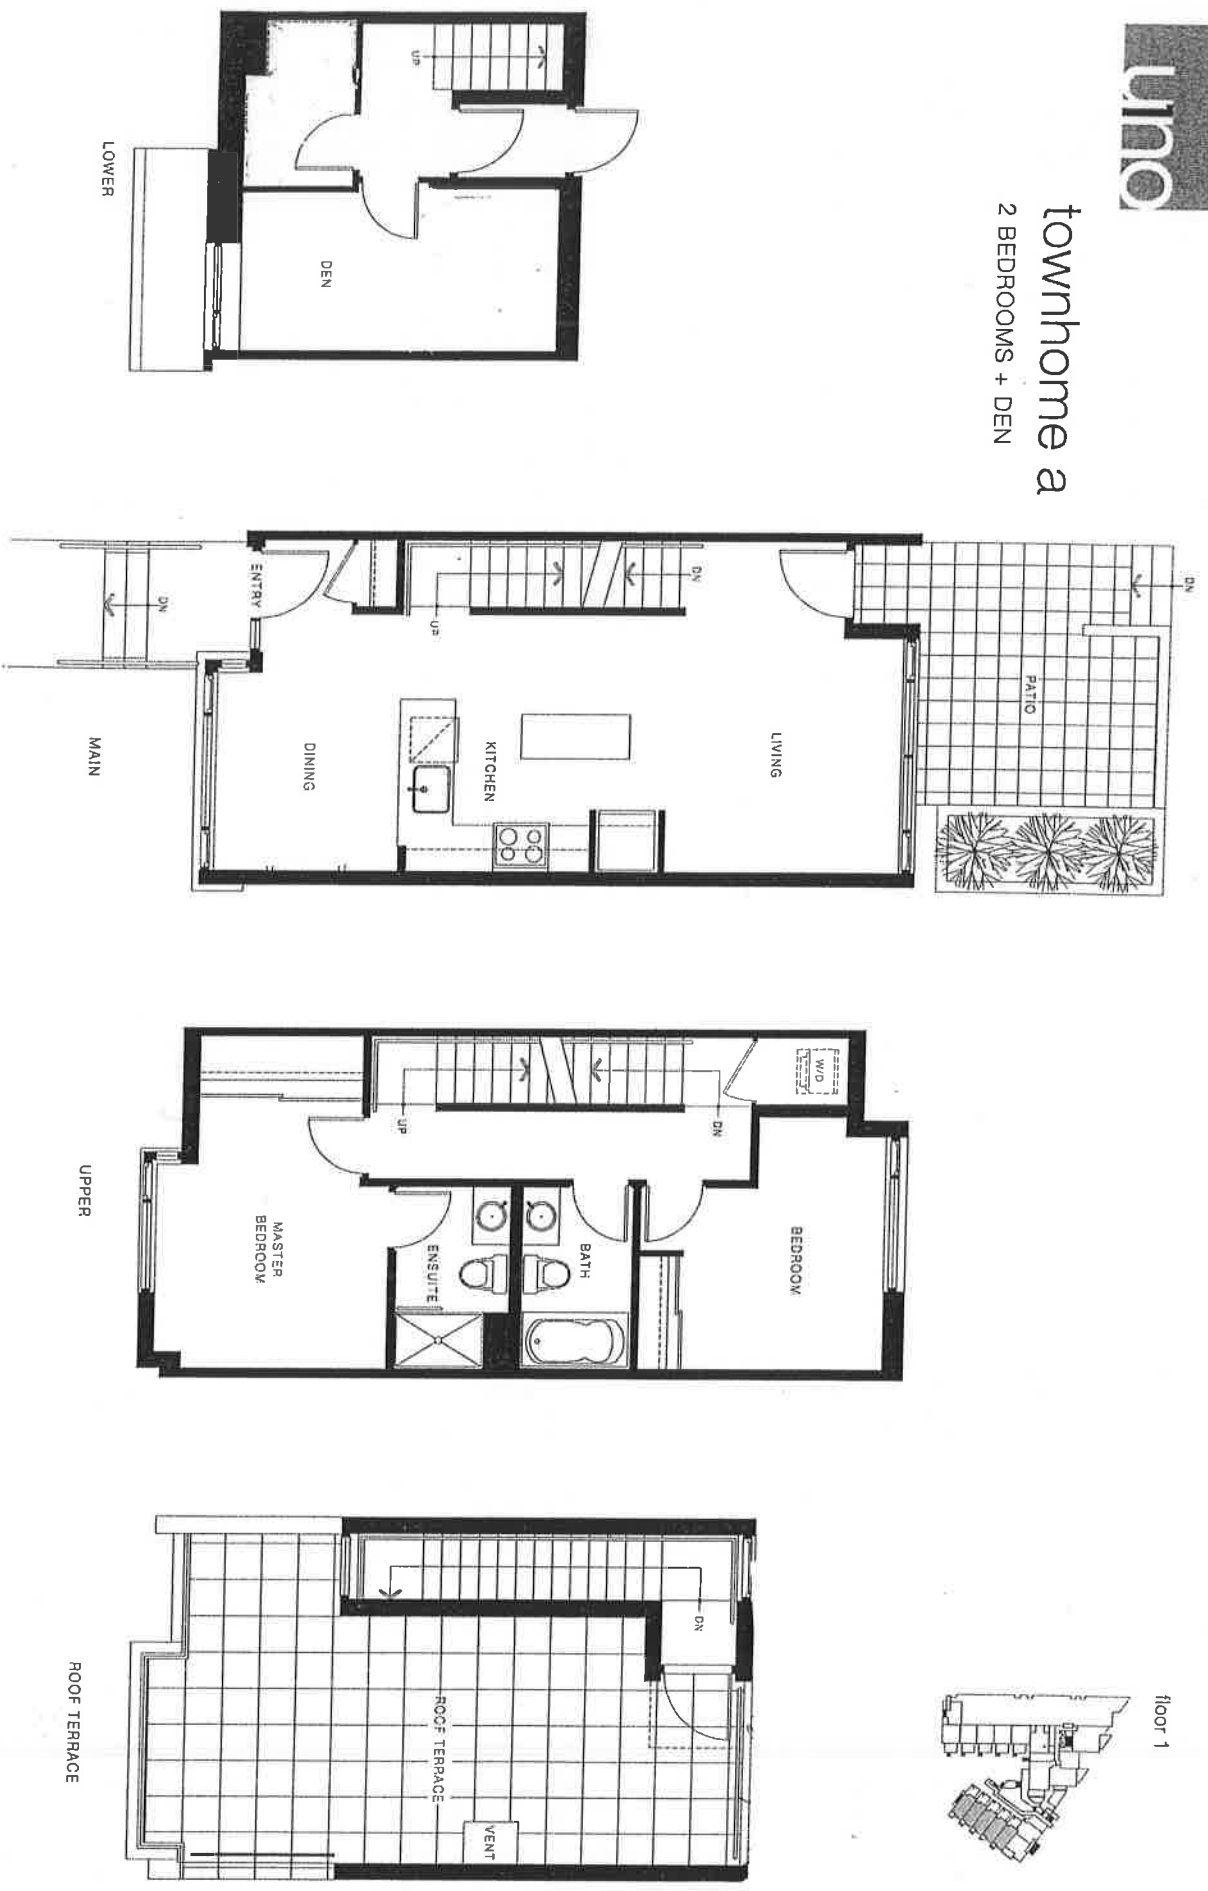 uno
townhome a
2 BEDROOMS + DEN
floor 1
UP
DEN
LOWER
DN
PATIO
LIVING
DN
UP
KITCHEN
DINING
ENTRY
DN
MAIN
W/D
DN
BEDROOM
UP
BATH
ENSUITE
MASTER
BEDROOM
UPPER
DN
ROOF TERRACE
VENT
ROOF TERRACE